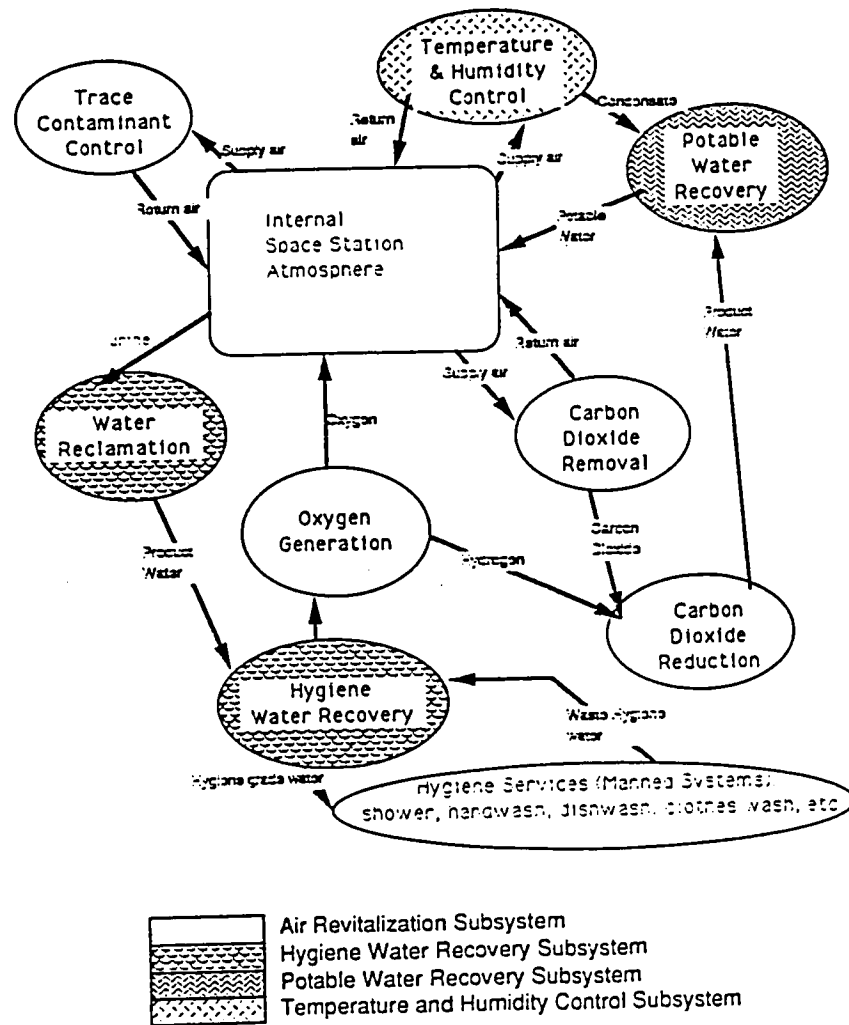 Temperature
& Humidity
Control
Trace
Contaminant
Control
Condensate
Return
air
Supply air
Supply air
Potable
Water
Recovery
Return air
Internal
Space Station
Atmosphere
Potable
Water
Product
Water
Return air
Supply air
Water
Reclamation
Oxygen
Carbon
Dioxide
Removal
Oxygen
Generation
Product
Water
Hydrogen
Carbon
Dioxide
Carbon
Dioxide
Reduction
Hygiene
Water Recovery
Waste Hygiene
water
Hygiene grade water
Hygiene Services (Manned Systems)
shower, handwash, dishwash, clothes wash, etc
Air Revitalization Subsystem
Hygiene Water Recovery Subsystem
Potable Water Recovery Subsystem
Temperature and Humidity Control Subsystem